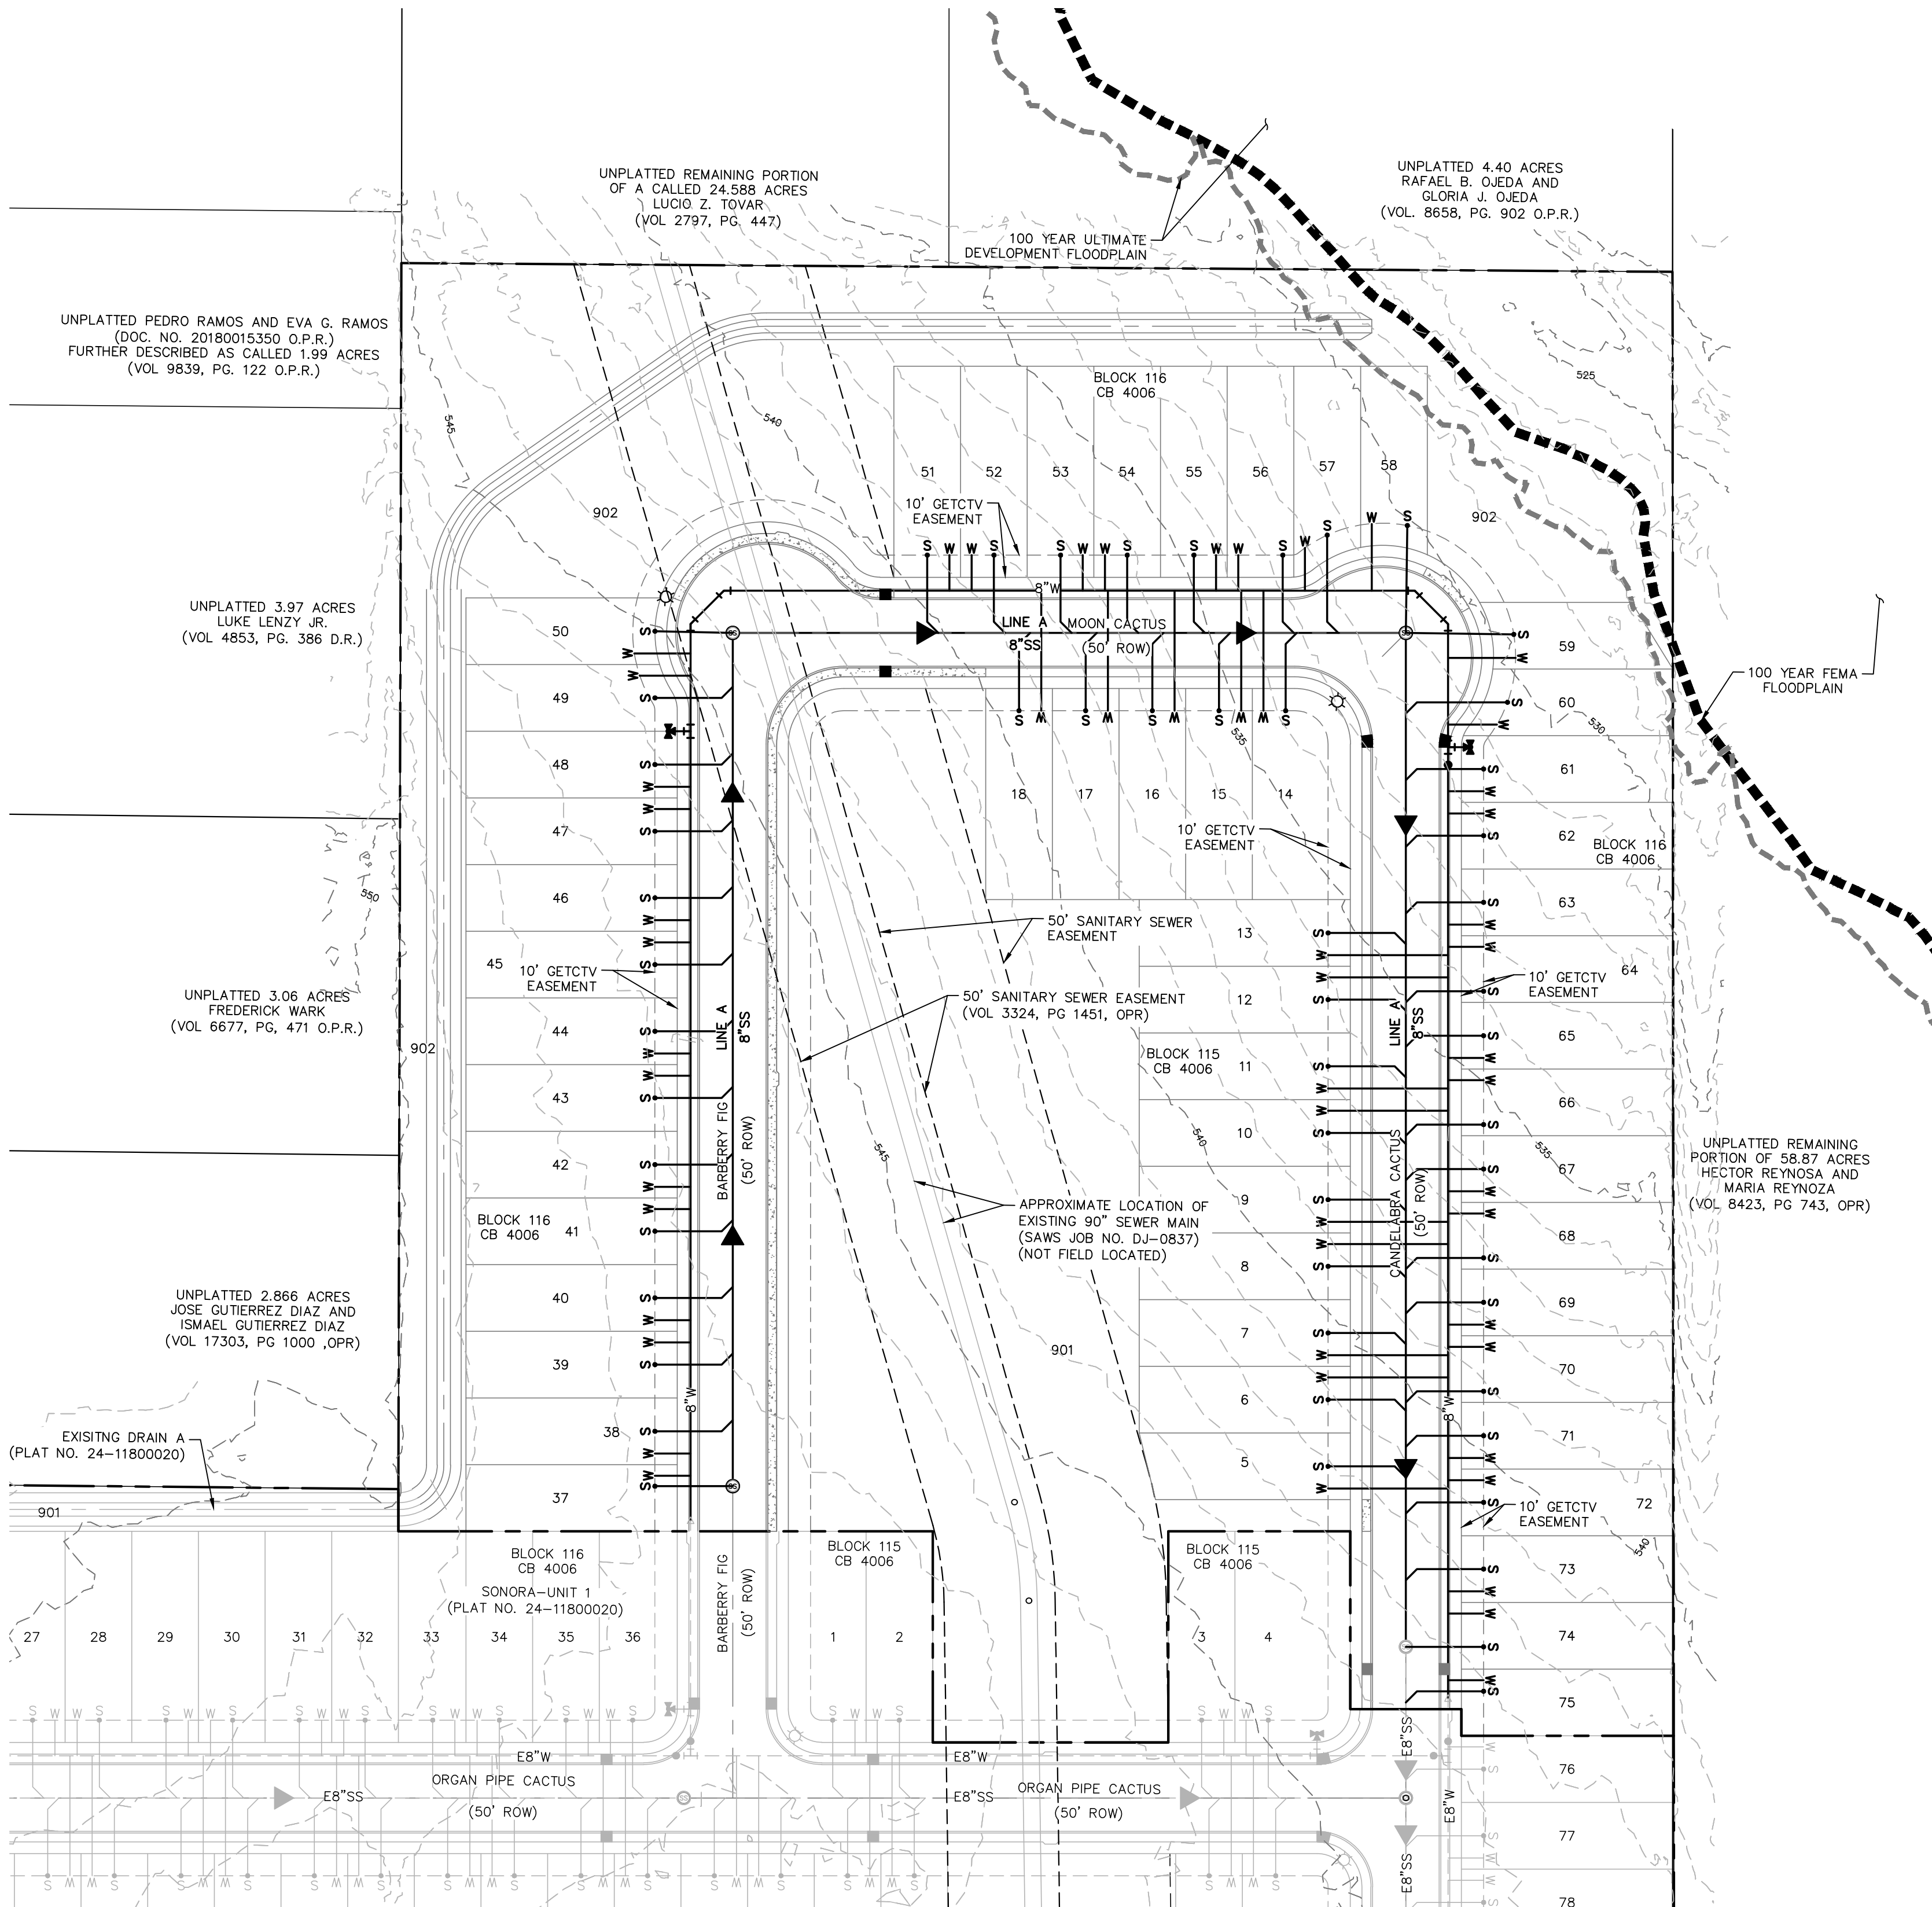 UNPLATTED REMAINING PORTION
OF A CALLED 24.588 ACRES
LUCIO Z. TOVAR
(VOL 2797, PG. 447)
UNPLATTED 4.40 ACRES
RAFAEL B. OJEDA AND
GLORIA J. OJEDA
(VOL. 8658, PG. 902 O.P.R.)
100 YEAR ULTIMATE
DEVELOPMENT FLOODPLAIN
UNPLATTED PEDRO RAMOS AND EVA G. RAMOS
(DOC. NO. 20180015350 O.P.R.)
FURTHER DESCRIBED AS CALLED 1.99 ACRES
(VOL 9839, PG. 122 O.P.R.)
545
540
525
BLOCK 116
CB 4006
51
52
53
54
55
56
57
58
902
902
10' GETCTV
EASEMENT
S W W S S W W S S W W S W S W S
8"W
LINE A
8"SS
MOON CACTUS
(50' ROW)
S W S W S W S W W S
UNPLATTED 3.97 ACRES
LUKE LENZY JR.
(VOL 4853, PG. 386 D.R.)
100 YEAR FEMA
FLOODPLAIN
50
49
48
47
46
45
44
43
42
41
40
39
38
37
59
60
61
62
63
64
65
66
67
68
69
70
71
72
73
74
75
530
535
18
17
16
15
14
10' GETCTV
EASEMENT
BLOCK 116
CB 4006
550
50' SANITARY SEWER
EASEMENT
13
12
11
10
9
8
7
6
5
10' GETCTV
EASEMENT
10' GETCTV
EASEMENT
UNPLATTED 3.06 ACRES
FREDERICK WARK
(VOL 6677, PG, 471 O.P.R.)
50' SANITARY SEWER EASEMENT
(VOL 3324, PG 1451, OPR)
902
LINE A
8"SS
LINE A
8"SS
BLOCK 115
CB 4006
BARBERRY FIG
(50' ROW)
CANDELABRA CACTUS
(50' ROW)
545
540
535
UNPLATTED REMAINING
PORTION OF 58.87 ACRES
HECTOR REYNOSA AND
MARIA REYNOZA
(VOL 8423, PG 743, OPR)
APPROXIMATE LOCATION OF
EXISTING 90" SEWER MAIN
(SAWS JOB NO. DJ-0837)
(NOT FIELD LOCATED)
BLOCK 116
CB 4006
UNPLATTED 2.866 ACRES
JOSE GUTIERREZ DIAZ AND
ISMAEL GUTIERREZ DIAZ
(VOL 17303, PG 1000 ,OPR)
901
8"W
8"W
EXISITNG DRAIN A
(PLAT NO. 24-11800020)
901
10' GETCTV
EASEMENT
540
BLOCK 116
CB 4006
SONORA-UNIT 1
(PLAT NO. 24-11800020)
BARBERRY FIG
(50' ROW)
BLOCK 115
CB 4006
BLOCK 115
CB 4006
27
28
29
30
31
32
33
34
35
36
1
2
3
4
E8"W
E8"W
E8"SS
E8"W
ORGAN PIPE CACTUS
(50' ROW)
E8"SS
E8"SS
ORGAN PIPE CACTUS
(50' ROW)
E8"SS
76
77
78